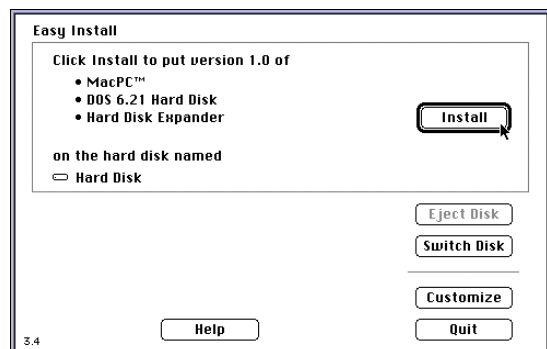 Easy Install
Click Install to put version 1.0 of
• MacPC™
• DOS 6.21 Hard Disk
• Hard Disk Expander
Install
on the hard disk named
Hard Disk
Eject Disk
Switch Disk
Customize
Help
Quit
3.4